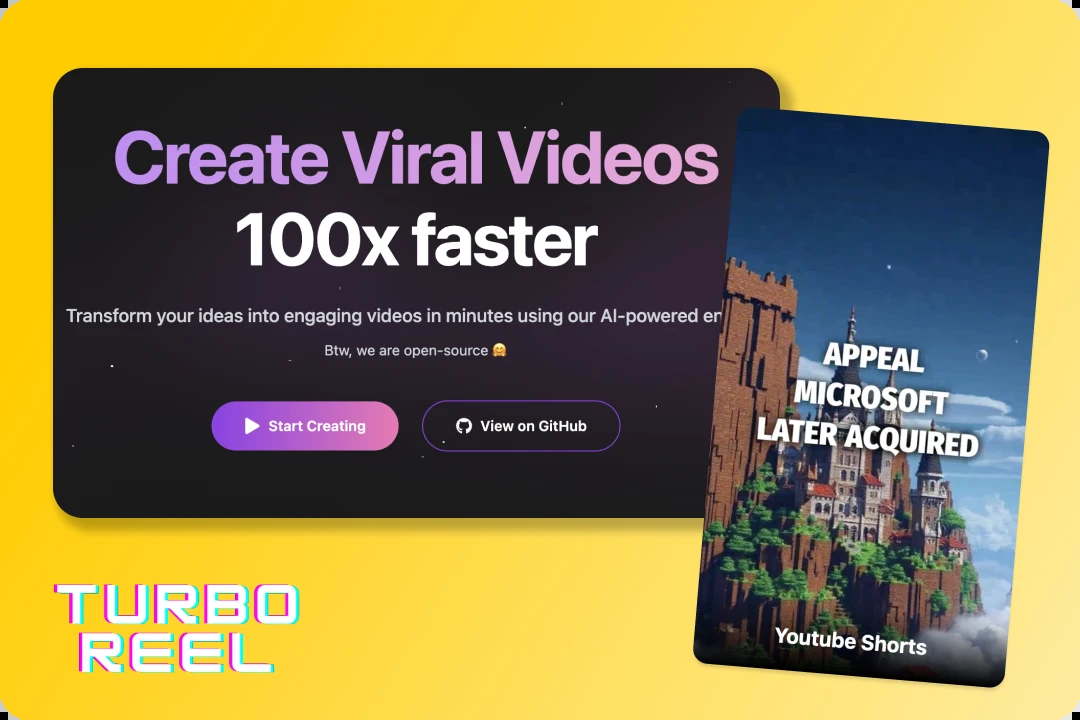 Create Viral Videos
100x faster
Transform your ideas into engaging videos in minutes using our AI-powered
Btw, we are open-source 🤗
Start Creating
View on GitHub
APPEAL
MICROSOFT
LATER ACQUIRED
Youtube Shorts
TURBO
REEL